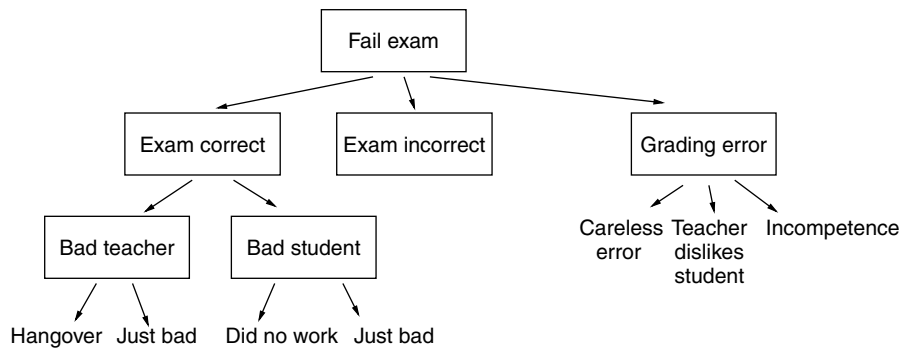 Fail exam
Exam correct
Exam incorrect
Grading error
Careless
error
Teacher
dislikes
student
Incompetence
Bad teacher
Bad student
Hangover
Just bad
Did no work
Just bad